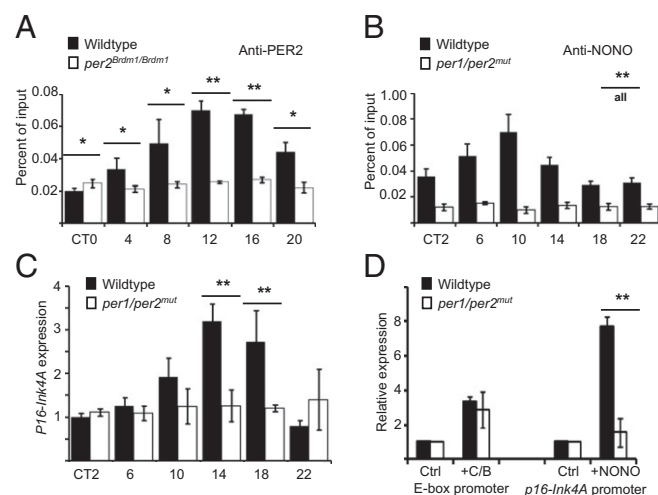 A
Wildtype
per2Brdm1/Brdm1
Anti-PER2
Percent of input
0.08
0.06
0.04
0.02
* * * ** ** *
CT0 4 8 12 16 20
B
Wildtype
per1/per2mut
Anti-NONO
**
all
Percent of input
1.00
0.08
0.06
0.04
0.02
CT2 6 10 14 18 22
C
Wildtype
per1/per2mut
P16-Ink4A expression
4
3
2
1
** **
CT2 6 10 14 18 22
D
Wildtype
per1/per2mut
**
Relative expression
8
6
4
2
Ctrl +C/B Ctrl +NONO
E-box promoter p16-Ink4A promoter